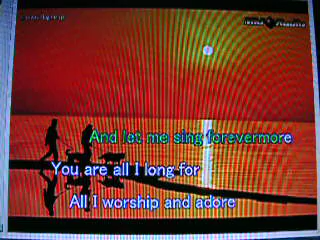 And let me sing forevermore
You are all I long for
All I worship and adore